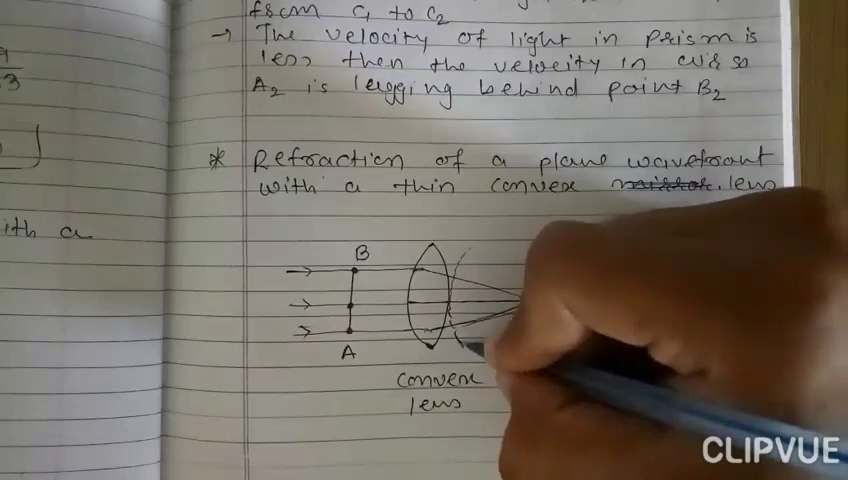 from C1 to C2
→ The velocity of light in Prism is
less then the velocity in air so
A2 is lagging behind point B2
* Refraction of a plane wavefront
with a thin convex lens
ith a
B
A
convex
lens
CLIPVUE